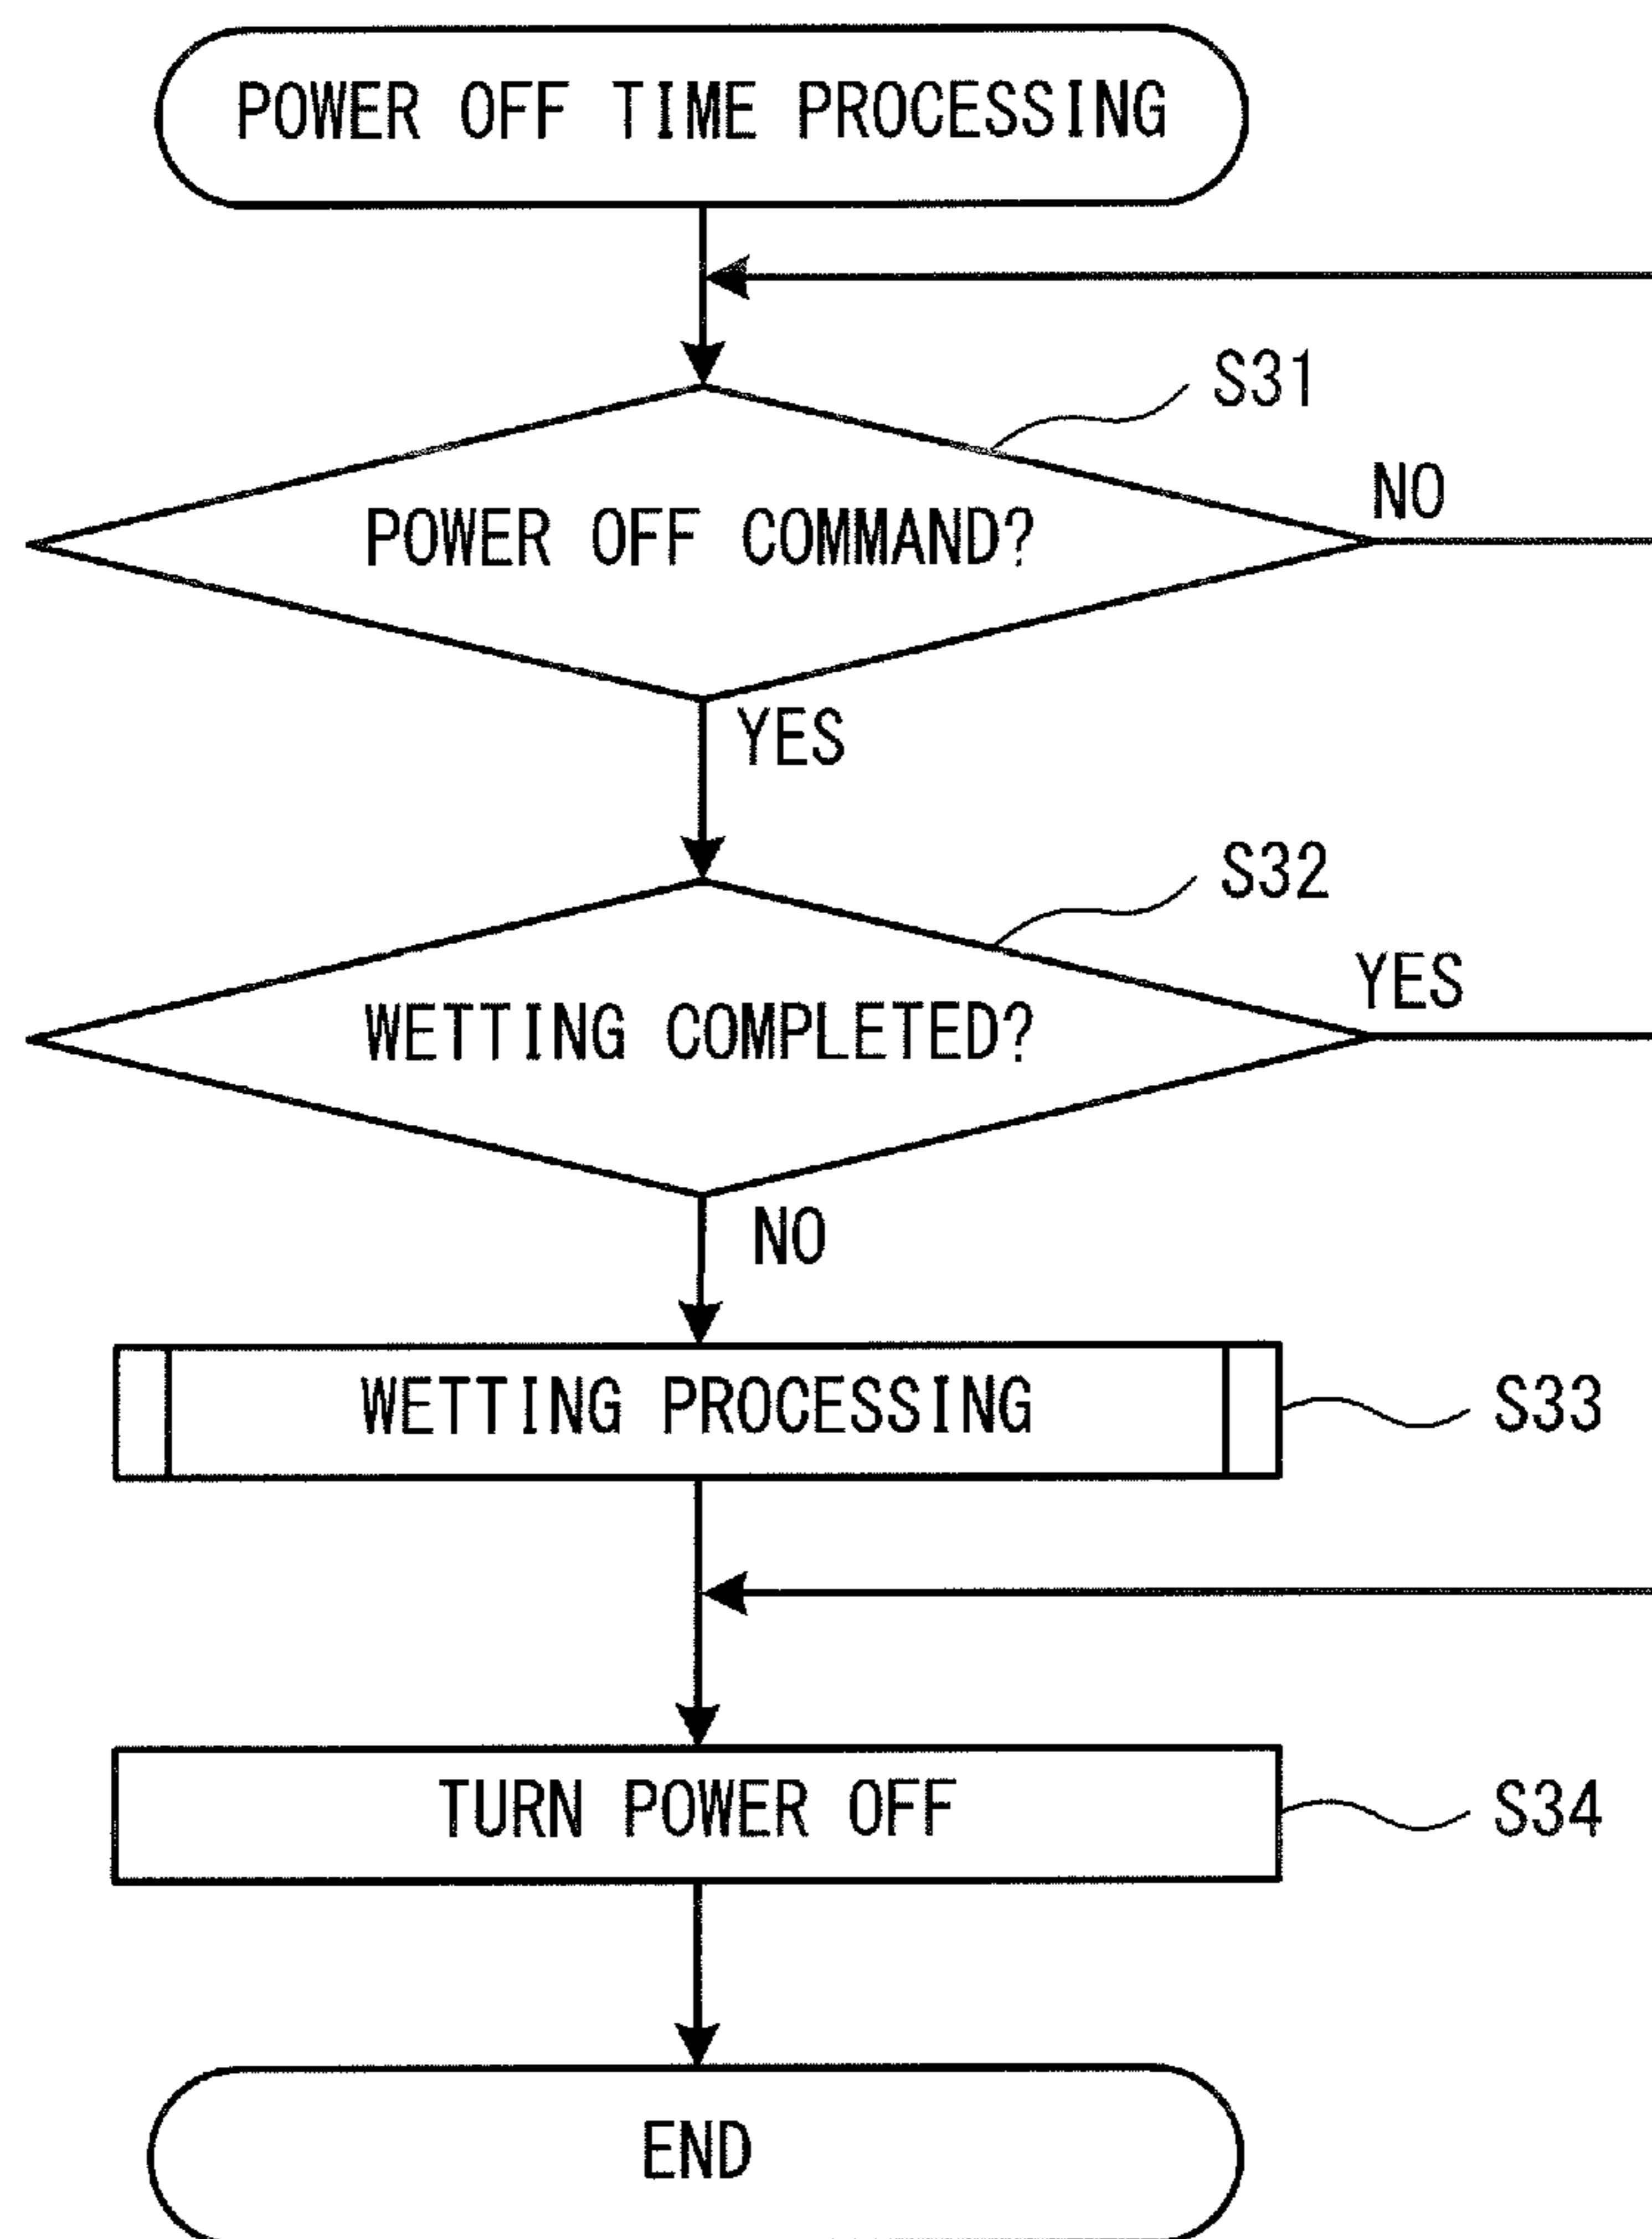 POWER OFF TIME PROCESSING
S31
POWER OFF COMMAND?
NO
YES
S32
WETTING COMPLETED?
YES
NO
WETTING PROCESSING
S33
TURN POWER OFF
S34
END